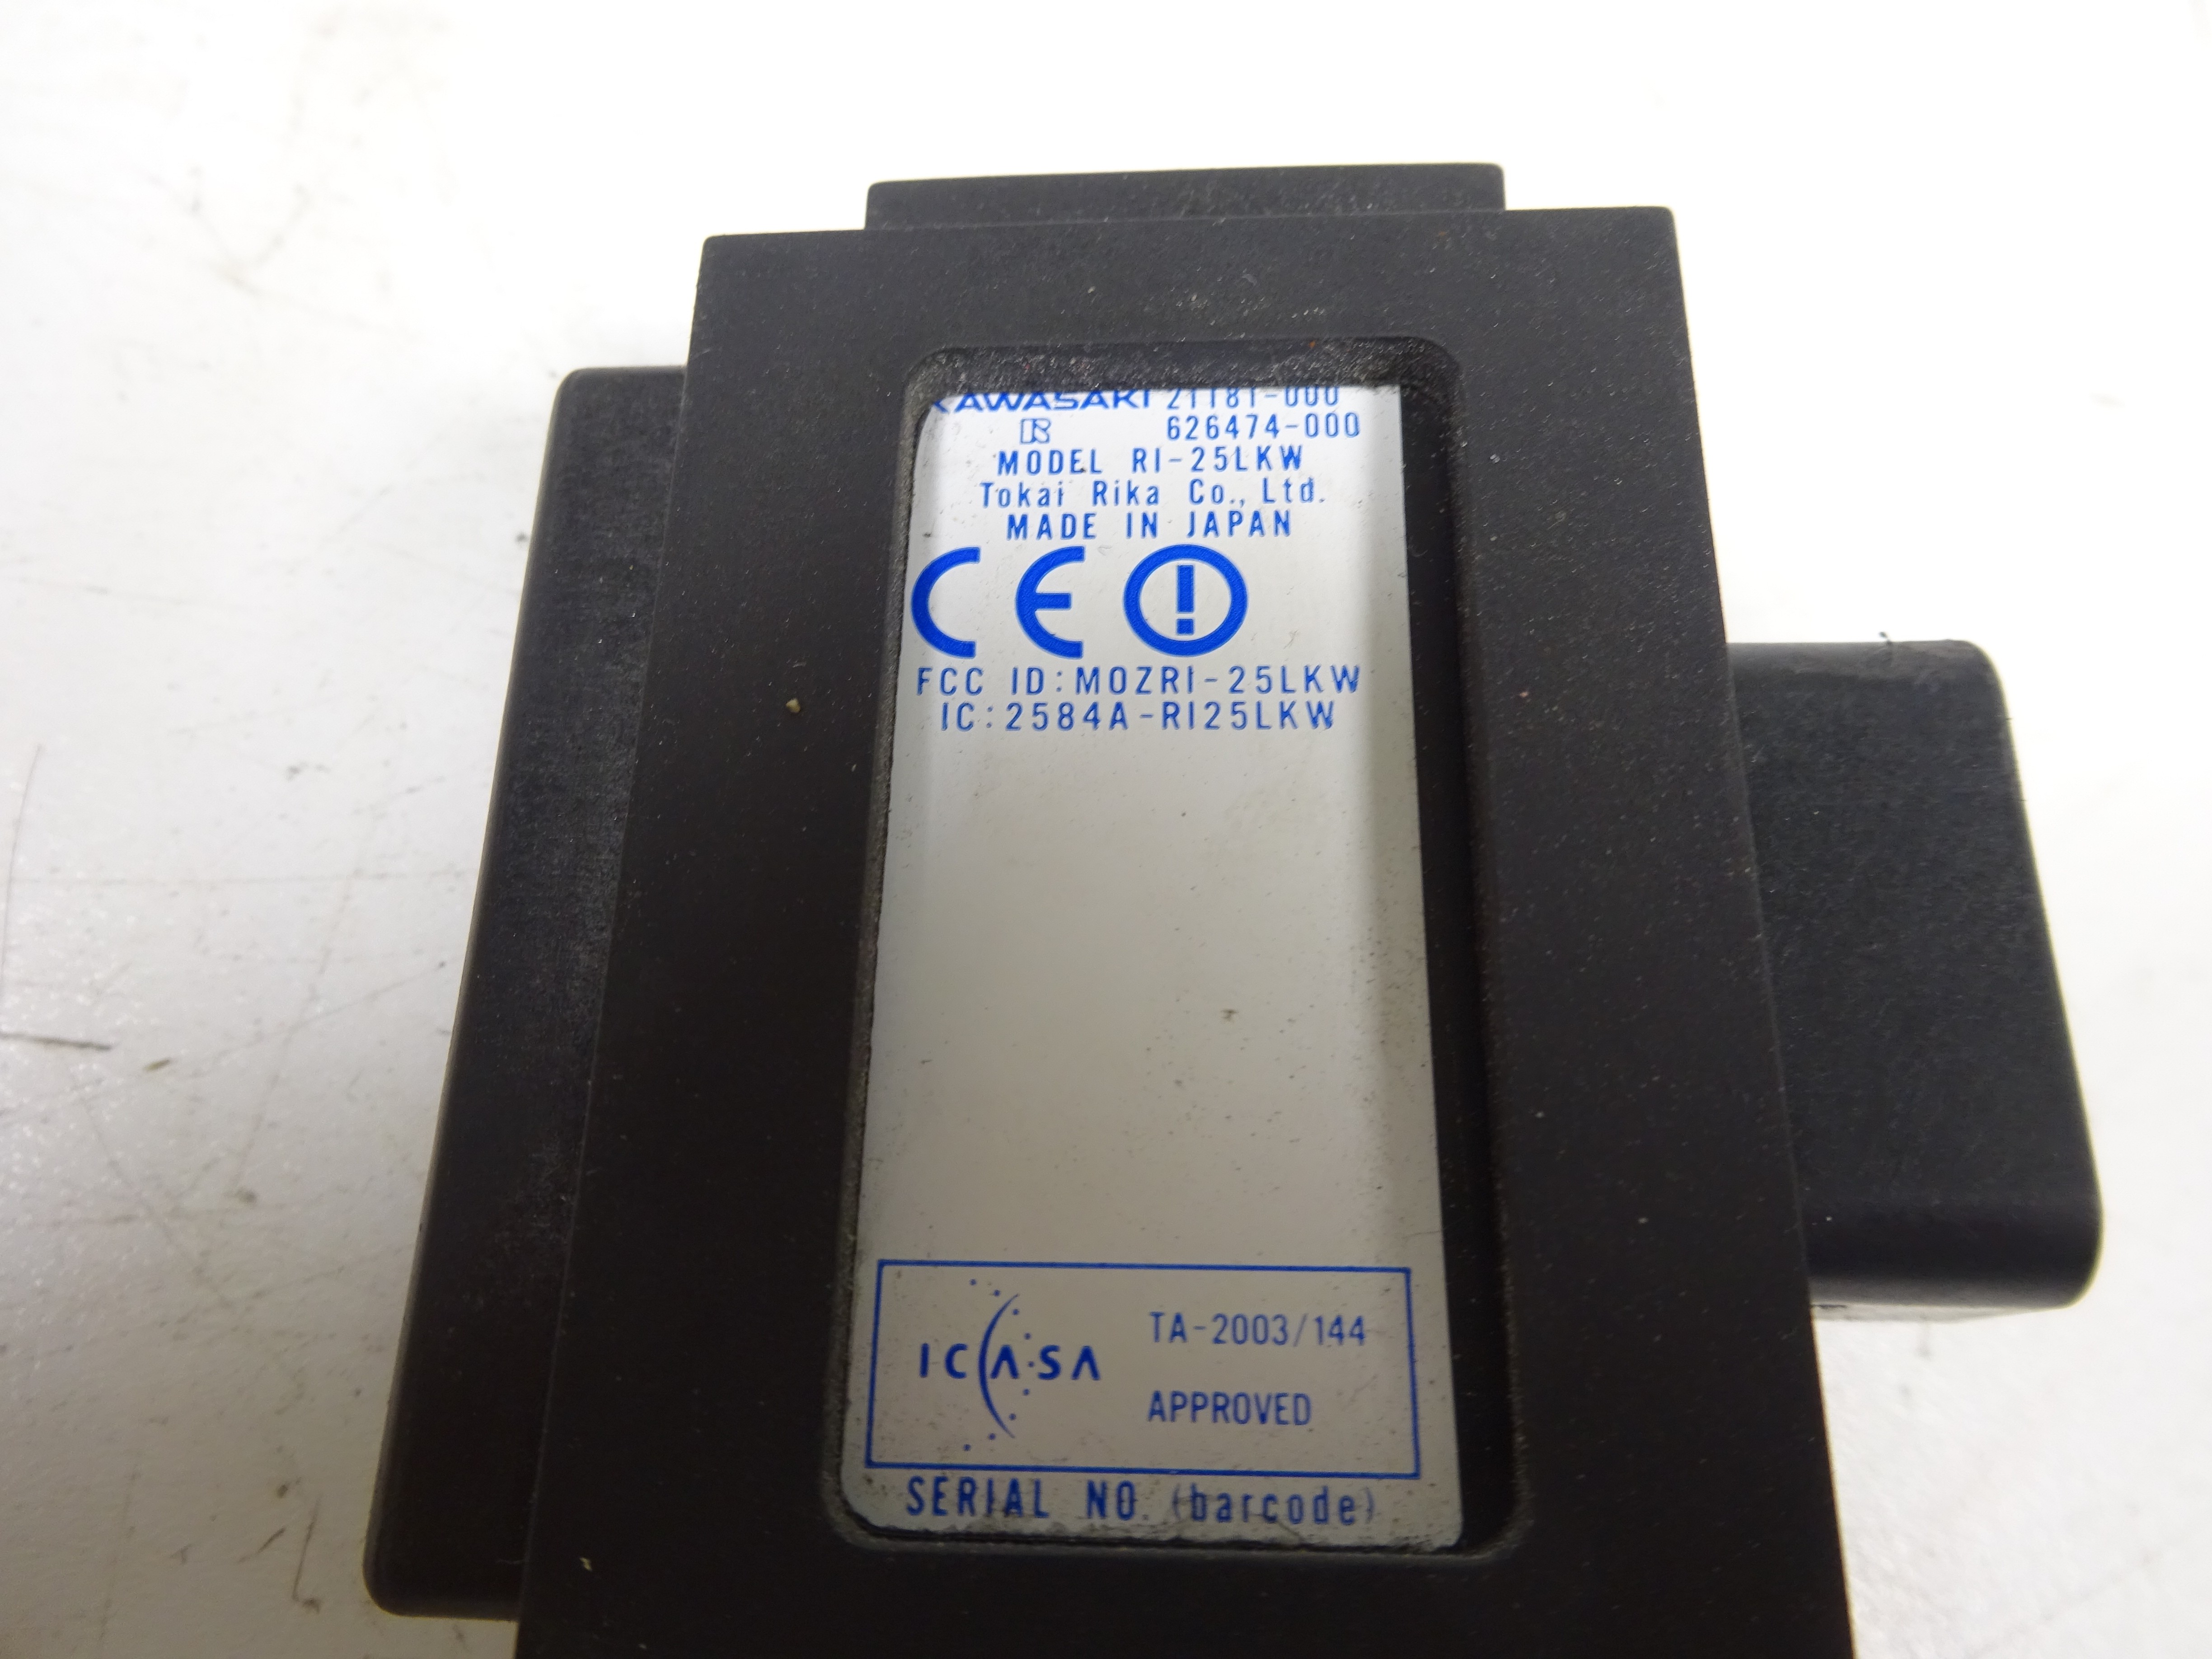 KAWASAKI 21181-000
R 626474-000
MODEL RI-25LKW
Tokai Rika Co., Ltd.
MADE IN JAPAN
CE
FCC ID:MOZRI-25LKW
IC:2584A-RI25LKW
ICASA TA-2003/144
APPROVED
SERIAL NO. (barcode)